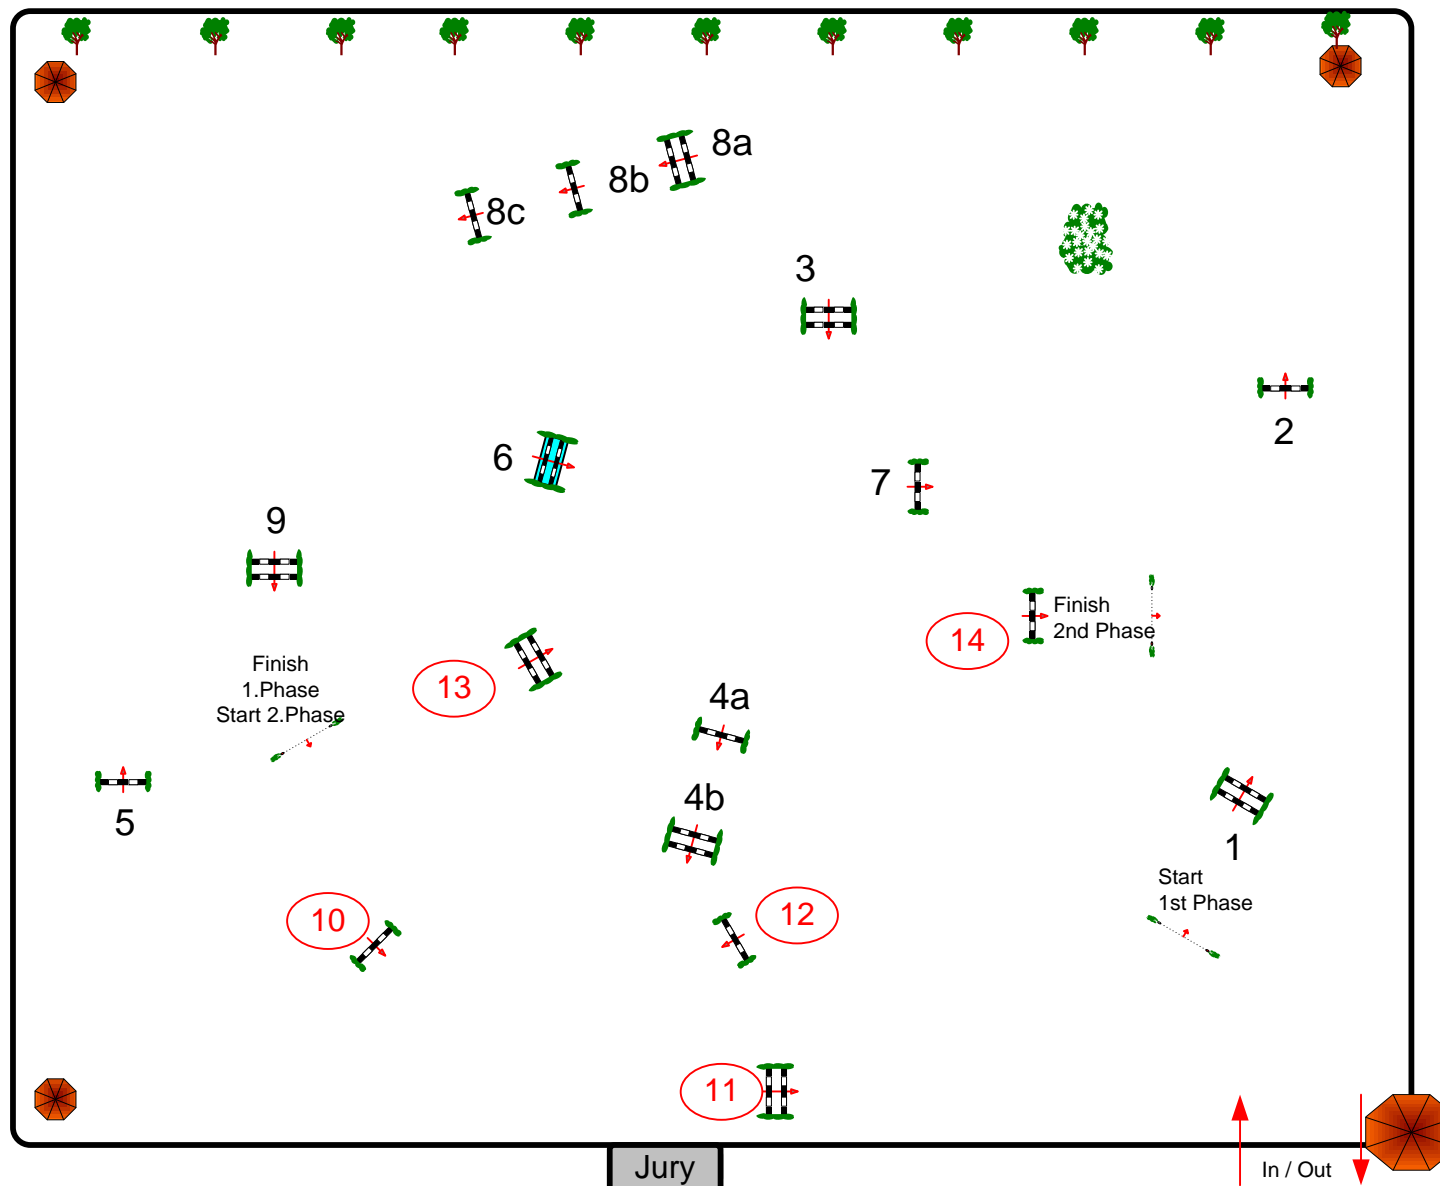 8a
8b
8c
3
2
6
7
9
Finish
2nd Phase
14
Finish
1.Phase
Start 2.Phase
13
4a
4b
5
1
Start
1st Phase
10
12
11
Jury
In / Out